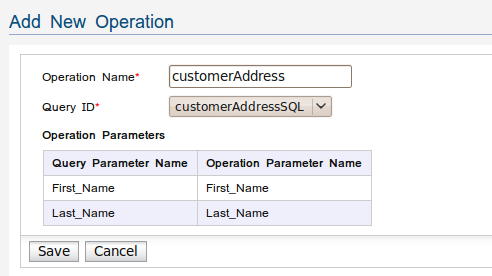 Add New Operation
Operation Name* customerAddress
Query ID* customerAddressSQL
Operation Parameters
Query Parameter Name Operation Parameter Name
First_Name First_Name
Last_Name Last_Name
Save Cancel